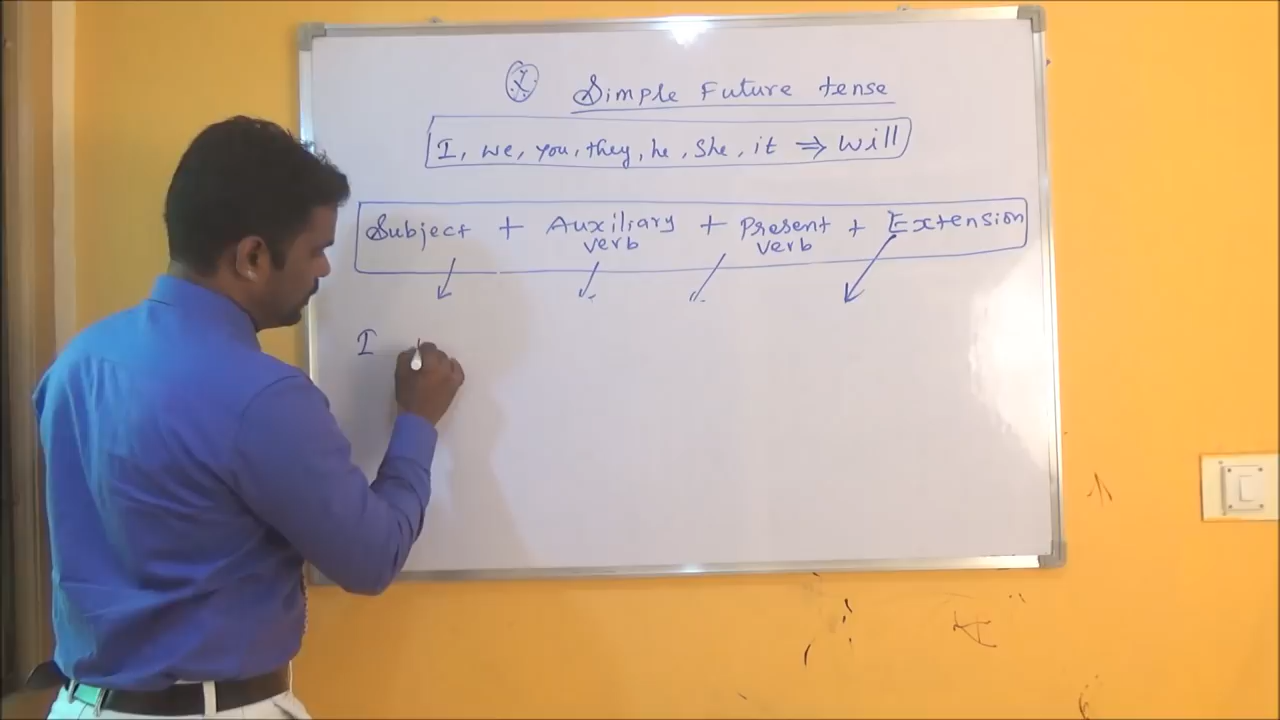 I Simple Future tense
I, we, you, they, he, She, it ⇒ Will
Subject + Auxiliary verb + Present verb + Extension
I